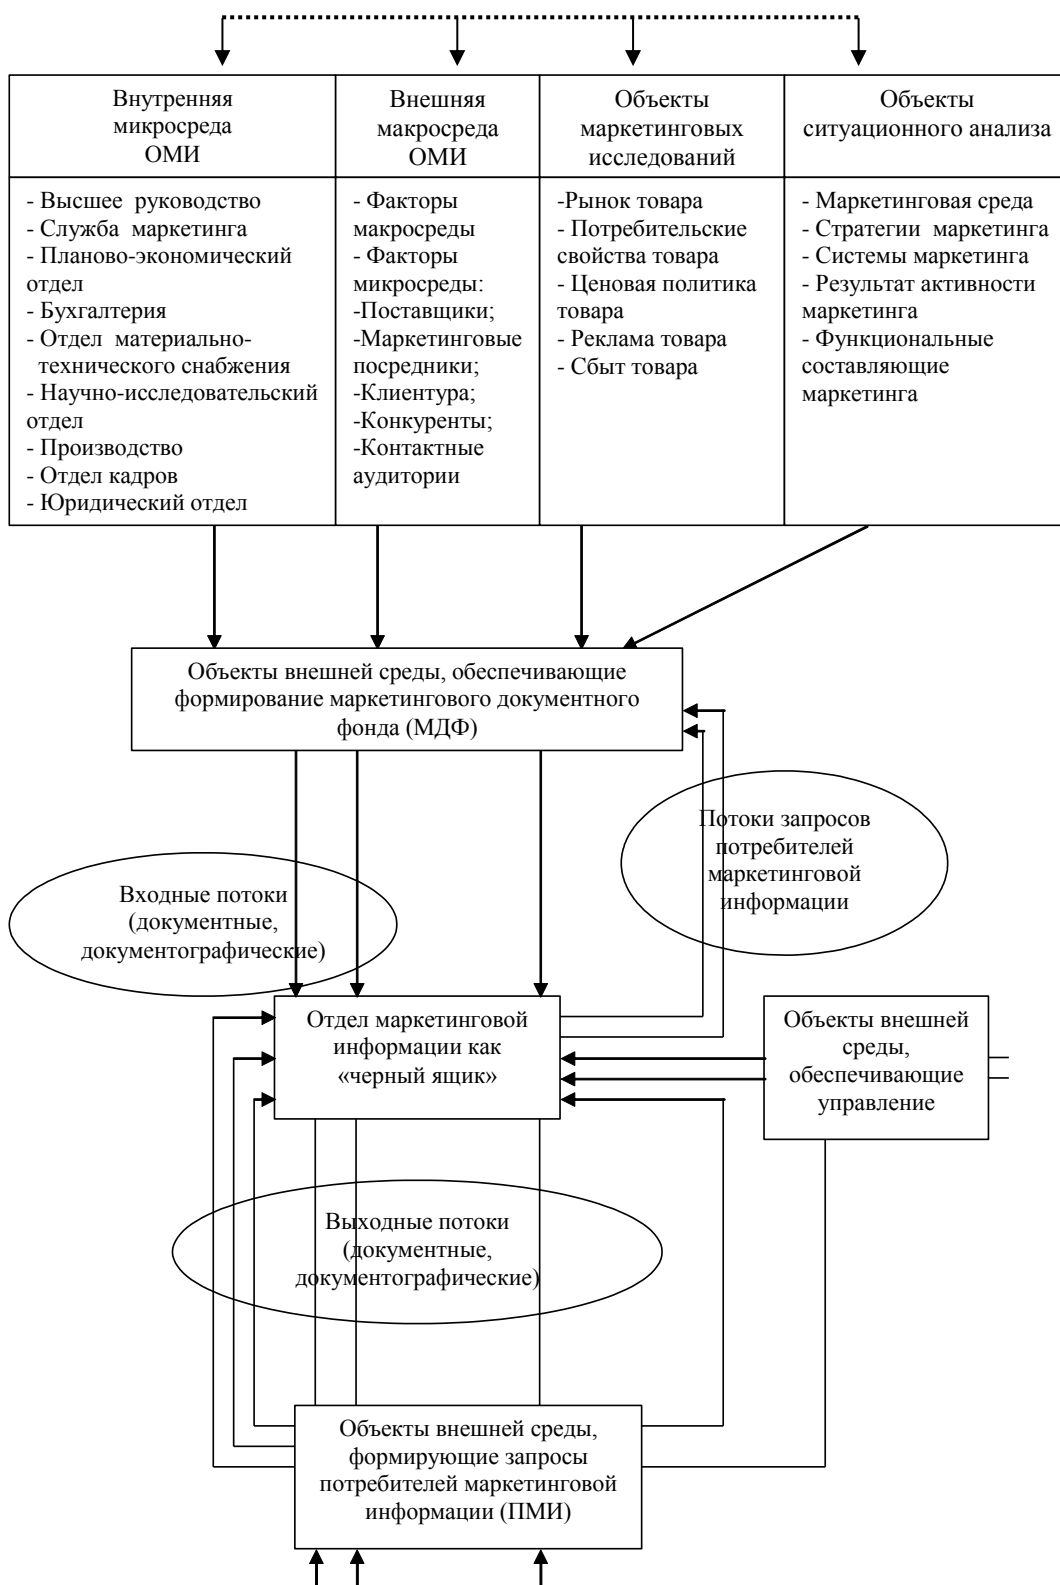 Внутренняя
микросреда
ОМИ
Внешняя
макросреда
ОМИ
Объекты
маркетинговых
исследований
Объекты
ситуационного анализа
- Высшее руководство
- Служба маркетинга
- Планово-экономический
отдел
- Бухгалтерия
- Отдел материально-
технического снабжения
- Научно-исследовательский
отдел
- Производство
- Отдел кадров
- Юридический отдел
- Факторы
макросреды
- Факторы
микросреды:
-Поставщики;
-Маркетинговые
посредники;
-Клиентура;
-Конкуренты;
-Контактные
аудитории
-Рынок товара
- Потребительские
свойства товара
- Ценовая политика
товара
- Реклама товара
- Сбыт товара
- Маркетинговая среда
- Стратегии маркетинга
- Системы маркетинга
- Результат активности
маркетинга
- Функциональные
составляющие
маркетинга
Объекты внешней среды, обеспечивающие
формирование маркетингового документного
фонда (МДФ)
Потоки запросов
потребителей
маркетинговой
информации
Входные потоки
(документные,
документографические)
Отдел маркетинговой
информации как
«черный ящик»
Объекты внешней
среды,
обеспечивающие
управление
Выходные потоки
(документные,
документографические)
Объекты внешней среды,
формирующие запросы
потребителей маркетинговой
информации (ПМИ)